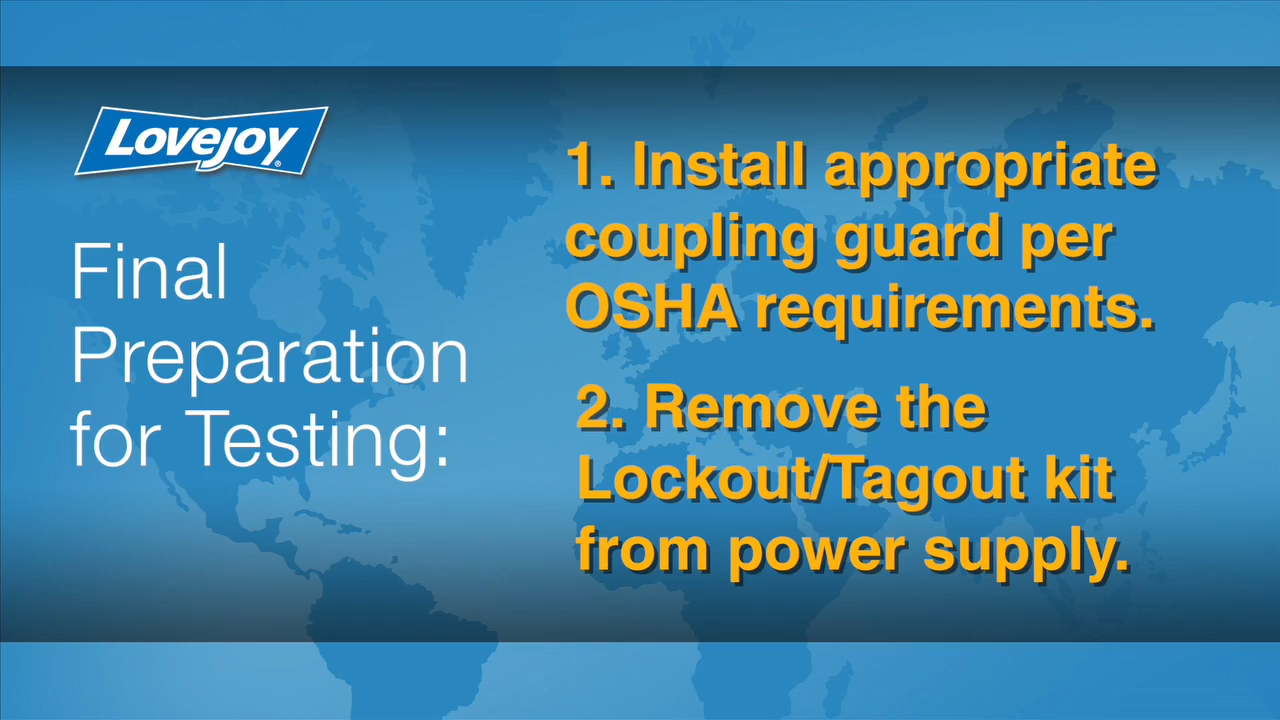 Lovejoy®
Final
Preparation
for Testing:
1. Install appropriate
coupling guard per
OSHA requirements.
2. Remove the
Lockout/Tagout kit
from power supply.